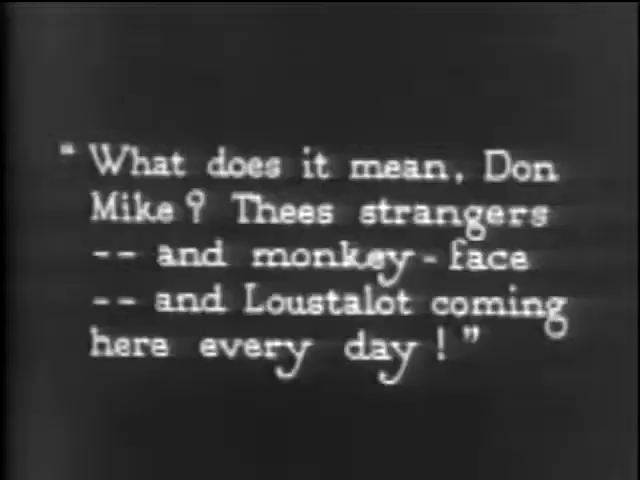 " What does it mean, Don
Mike? Thees strangers
-- and monkey-face
-- and Loustalot coming
here every day! "